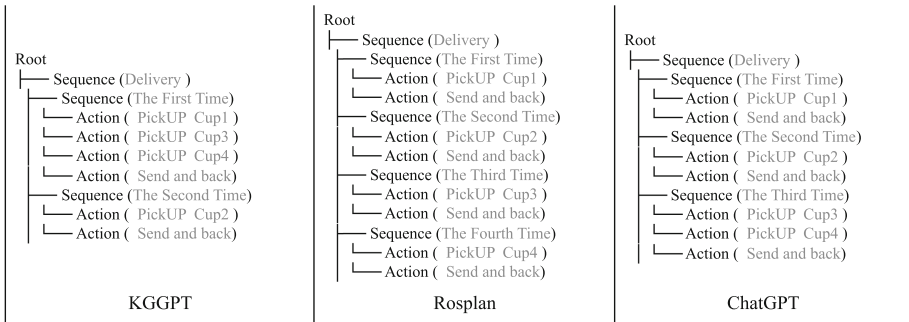 Root
Sequence (Delivery )
Sequence (The First Time)
Action ( PickUP Cup1 )
Action ( PickUP Cup3 )
Action ( PickUP Cup4 )
Action ( Send and back)
Sequence (The Second Time)
Action ( PickUP Cup2 )
Action ( Send and back)
KGGPT
Root
Sequence (Delivery )
Sequence (The First Time)
Action ( PickUP Cup1 )
Action ( Send and back)
Sequence (The Second Time)
Action ( PickUP Cup2 )
Action ( Send and back)
Sequence (The Third Time)
Action ( PickUP Cup3 )
Action ( Send and back)
Sequence (The Fourth Time)
Action ( PickUP Cup4 )
Action ( Send and back)
Rosplan
Root
Sequence (Delivery )
Sequence (The First Time)
Action ( PickUP Cup1 )
Action ( Send and back)
Sequence (The Second Time)
Action ( PickUP Cup2 )
Action ( Send and back)
Sequence (The Third Time)
Action ( PickUP Cup3 )
Action ( PickUP Cup4 )
Action ( Send and back)
ChatGPT